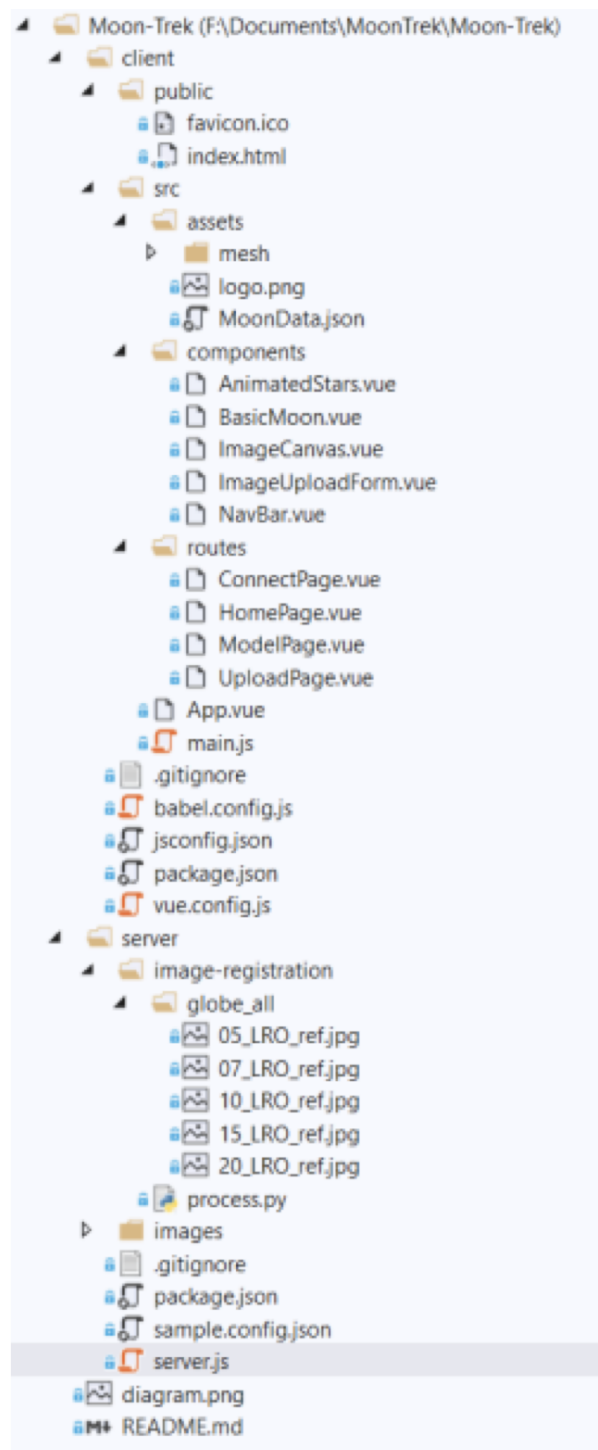 Moon-Trek (F:\Documents\MoonTrek\Moon-Trek)
client
public
favicon.ico
index.html
src
assets
mesh
logo.png
MoonData.json
components
AnimatedStars.vue
BasicMoon.vue
ImageCanvas.vue
ImageUploadForm.vue
NavBar.vue
routes
ConnectPage.vue
HomePage.vue
ModelPage.vue
UploadPage.vue
App.vue
main.js
.gitignore
babel.config.js
jsconfig.json
package.json
vue.config.js
server
image-registration
globe_all
05_LRO_ref.jpg
07_LRO_ref.jpg
10_LRO_ref.jpg
15_LRO_ref.jpg
20_LRO_ref.jpg
process.py
images
.gitignore
package.json
sample.config.json
server.js
diagram.png
M↓ README.md